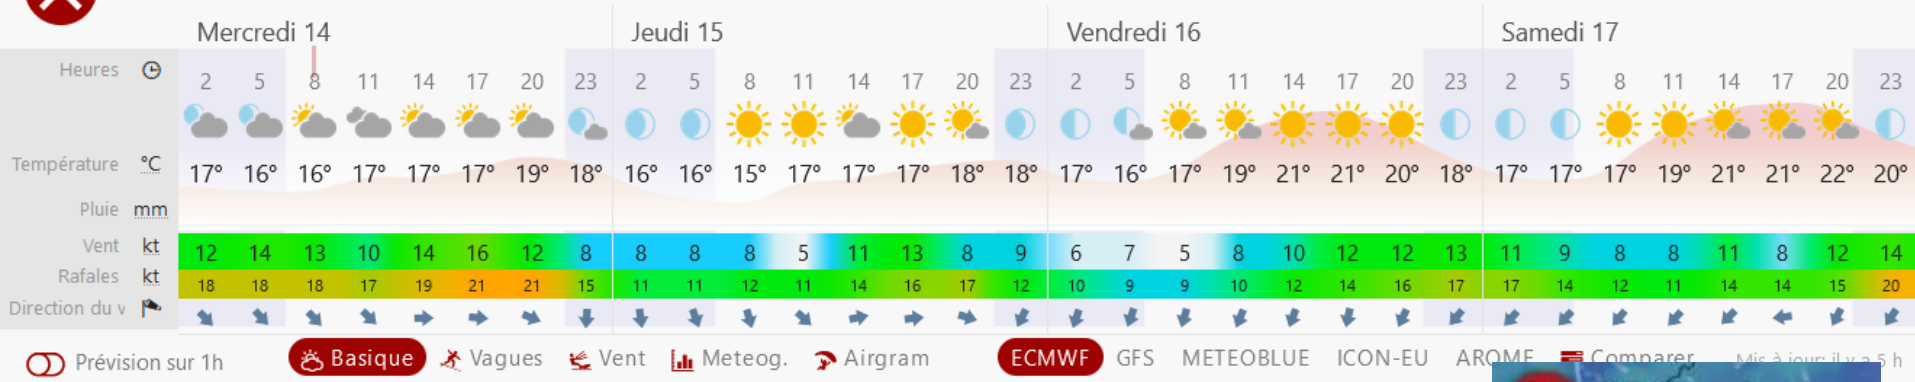 Mercredi 14 Jeudi 15 Vendredi 16 Samedi 17
Heures 2 5 8 11 14 17 20 23 2 5 8 11 14 17 20 23 2 5 8 11 14 17 20 23 2 5 8 11 14 17 20 23
Température °C 17° 16° 16° 17° 17° 17° 19° 18° 16° 16° 15° 17° 17° 17° 18° 18° 17° 16° 17° 19° 21° 21° 20° 18° 17° 17° 17° 19° 21° 21° 22° 20°
Pluie mm
Vent kt 12 14 13 10 14 16 12 8 8 8 8 5 11 13 8 9 6 7 5 8 10 12 12 13 11 9 8 8 11 8 12 14
Rafales kt 18 18 18 17 19 21 21 15 11 11 12 11 14 16 17 12 10 9 9 10 12 14 16 17 17 14 12 11 14 14 15 20
Direction du v
Prévision sur 1h Basique Vagues Vent Meteog. Airgram ECMWF GFS METEOBLUE ICON-EU AROME Comparer Mis à jour: il y a 5 h